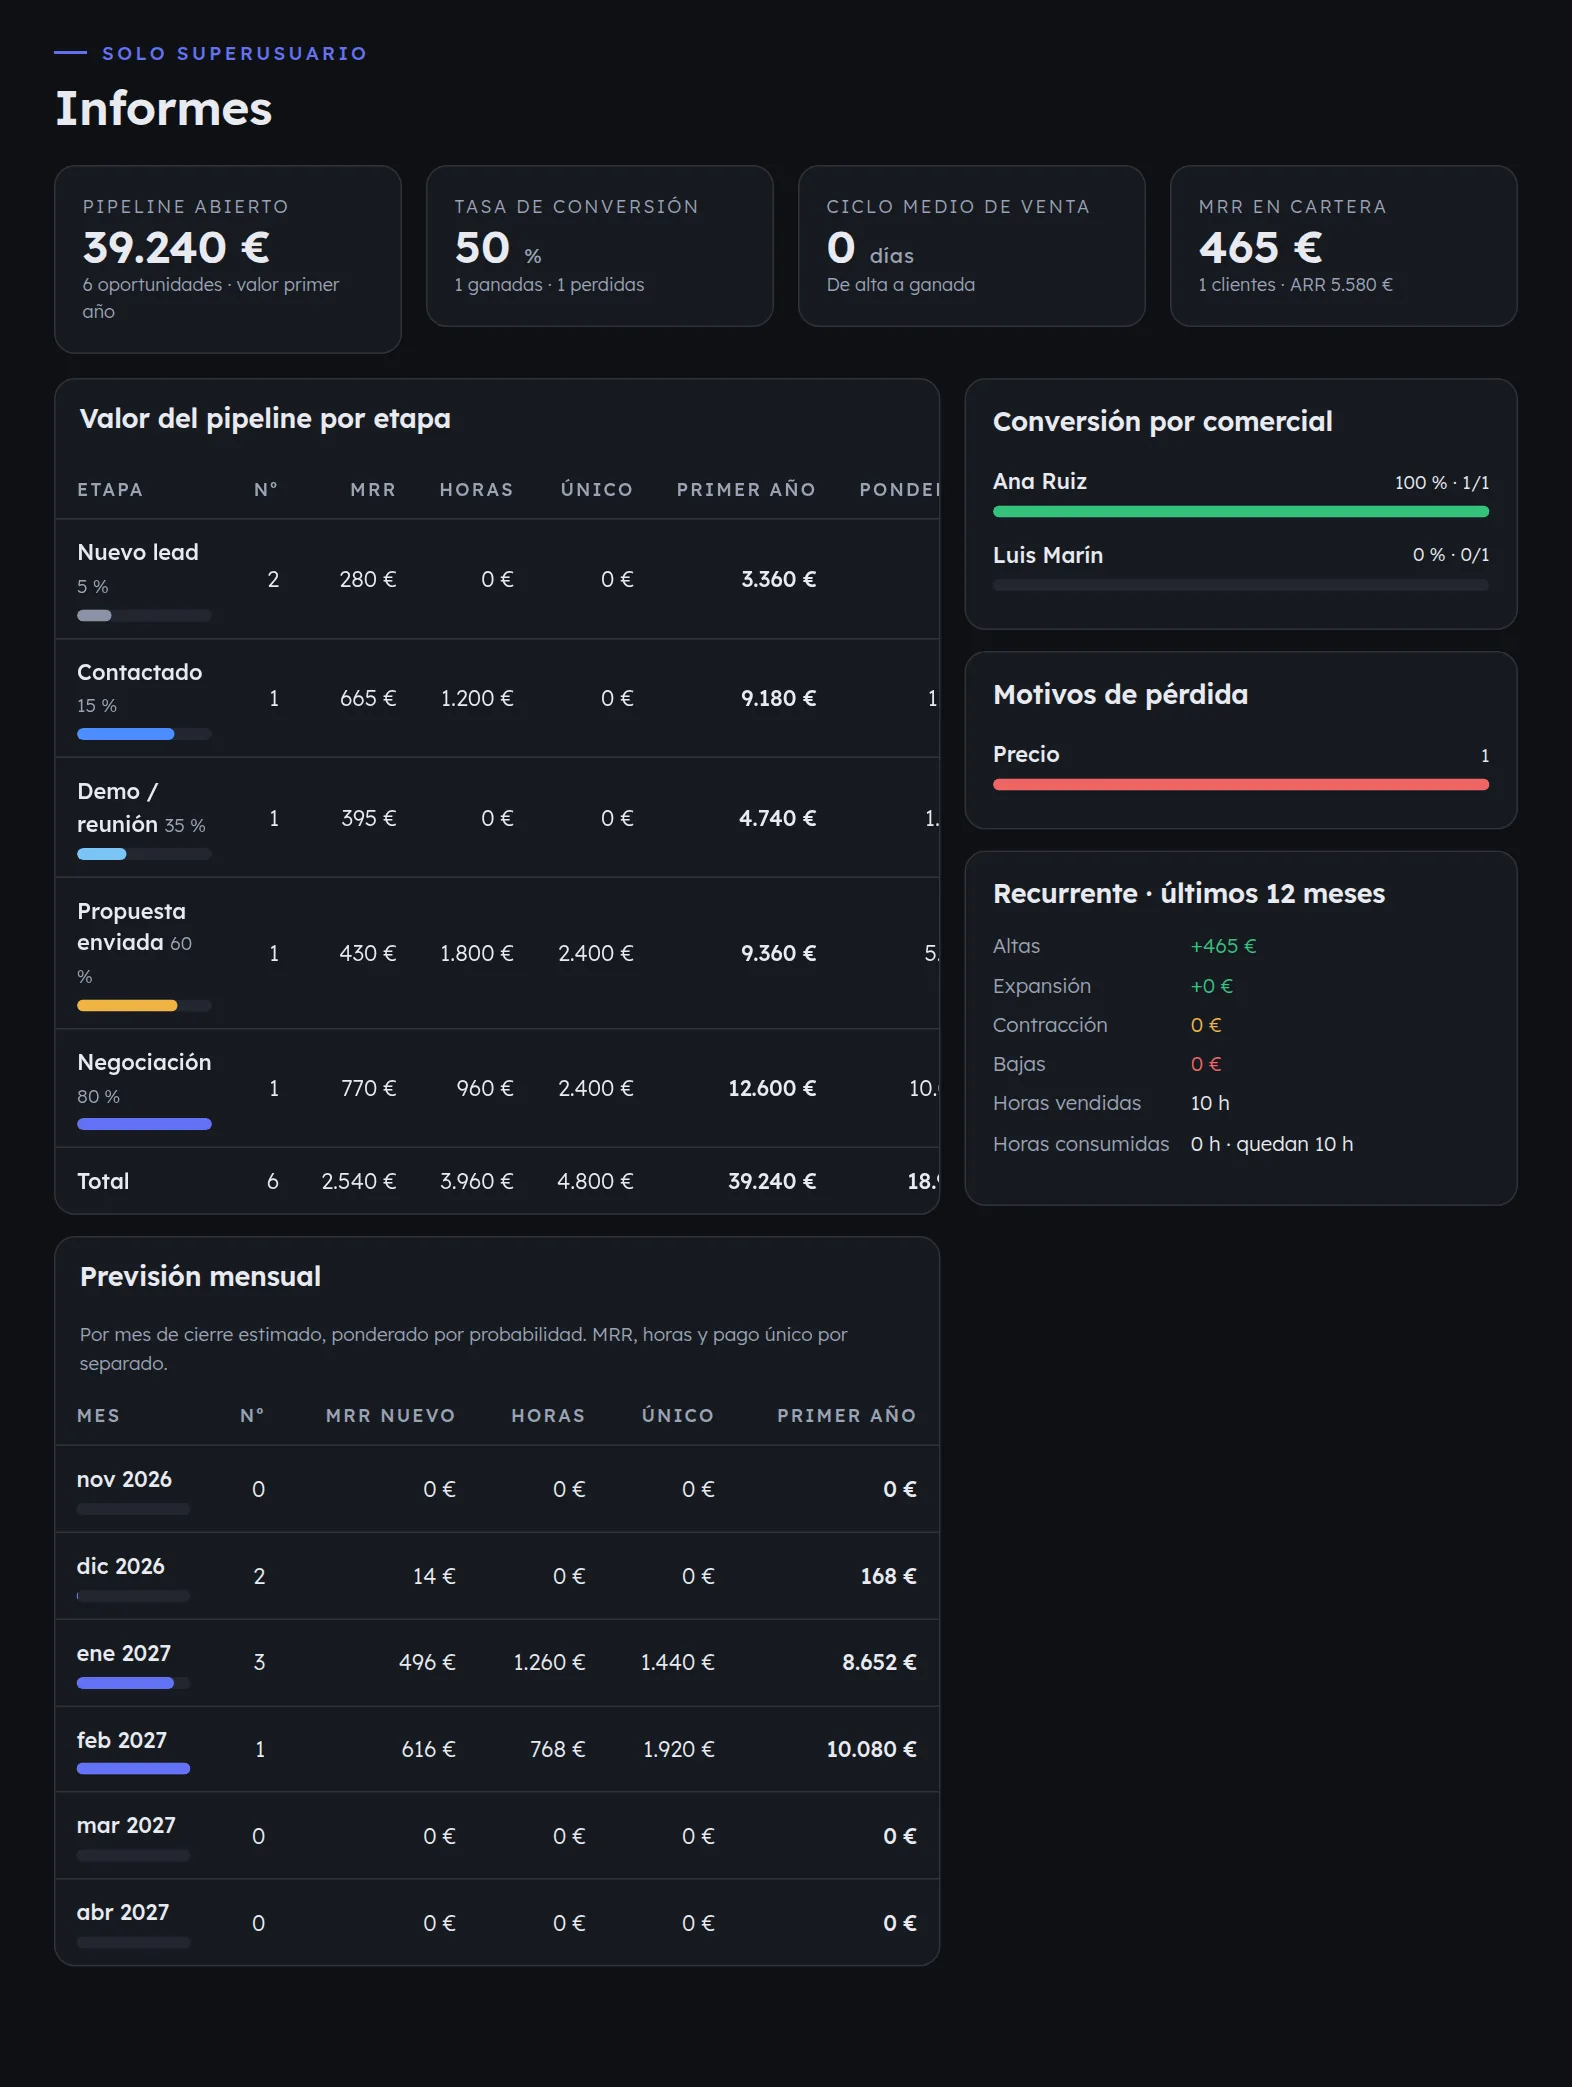 SOLO SUPERUSUARIO
Informes
PIPELINE ABIERTO
39.240 €
6 oportunidades · valor primer
año
TASA DE CONVERSIÓN
50 %
1 ganadas · 1 perdidas
CICLO MEDIO DE VENTA
0 días
De alta a ganada
MRR EN CARTERA
465 €
1 clientes · ARR 5.580 €
Valor del pipeline por etapa
ETAPA N° MRR HORAS ÚNICO PRIMER AÑO
Nuevo lead
5 %
2 280 € 0 € 0 € 3.360 €
Contactado
15 %
1 665 € 1.200 € 0 € 9.180 €
Demo /
reunión 35 %
1 395 € 0 € 0 € 4.740 €
Propuesta
enviada 60
%
1 430 € 1.800 € 2.400 € 9.360 €
Negociación
80 %
1 770 € 960 € 2.400 € 12.600 €
Total 6 2.540 € 3.960 € 4.800 € 39.240 €
Conversión por comercial
Ana Ruiz 100 % · 1/1
Luis Marín 0 % · 0/1
Motivos de pérdida
Precio 1
Recurrente · últimos 12 meses
Altas +465 €
Expansión +0 €
Contracción 0 €
Bajas 0 €
Horas vendidas 10 h
Horas consumidas 0 h · quedan 10 h
Previsión mensual
Por mes de cierre estimado, ponderado por probabilidad. MRR, horas y pago único por
separado.
MES N° MRR NUEVO HORAS ÚNICO PRIMER AÑO
nov 2026 0 0 € 0 € 0 € 0 €
dic 2026 2 14 € 0 € 0 € 168 €
ene 2027 3 496 € 1.260 € 1.440 € 8.652 €
feb 2027 1 616 € 768 € 1.920 € 10.080 €
mar 2027 0 0 € 0 € 0 € 0 €
abr 2027 0 0 € 0 € 0 € 0 €